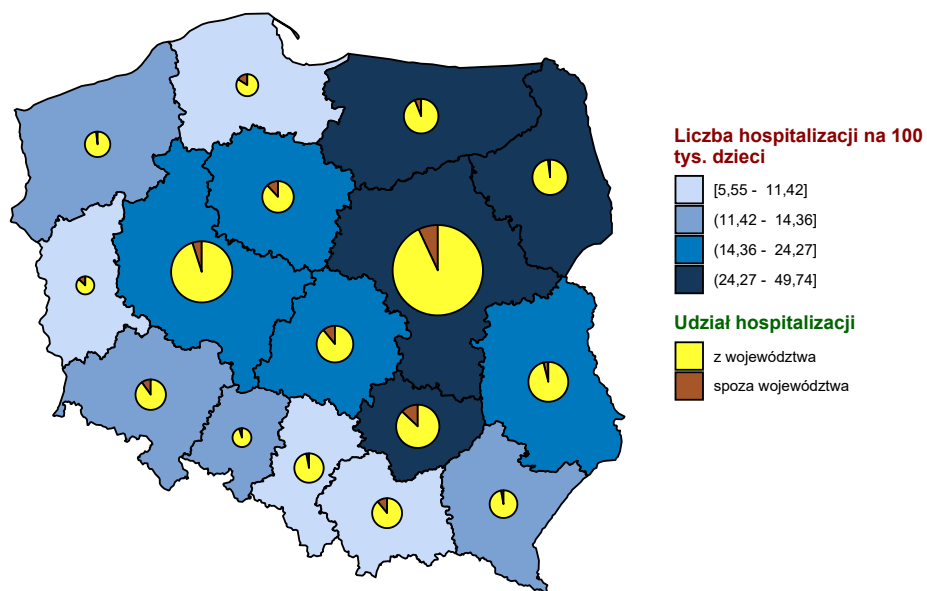 Liczba hospitalizacji na 100
tys. dzieci
[5,55 - 11,42]
(11,42 - 14,36]
(14,36 - 24,27]
(24,27 - 49,74]
Udział hospitalizacji
z województwa
spoza województwa